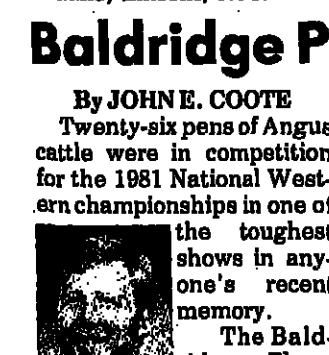 Baldridge P
By JOHN E. COOTE
Twenty-six pens of Angus
cattle were in competition
for the 1981 National West-
ern championships in one of
the toughest
shows in any-
one's recent
memory.
The Bald-